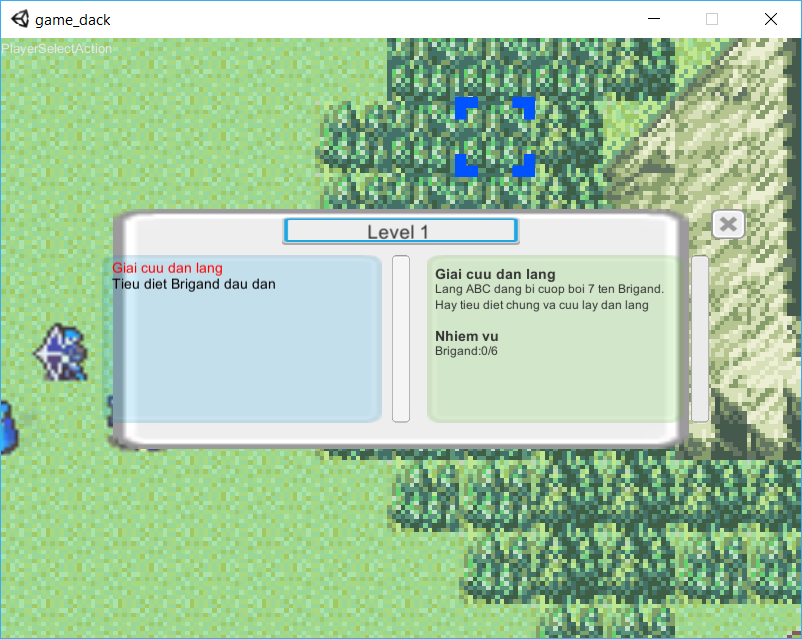 game_dack
PlayerSelectAction
Level 1
Giai cuu dan lang
Tieu diet Brigand dau dan
Giai cuu dan lang
Lang ABC dang bi cuop boi 7 ten Brigand.
Hay tieu diet chung va cuu lay dan lang
Nhiem vu
Brigand:0/6